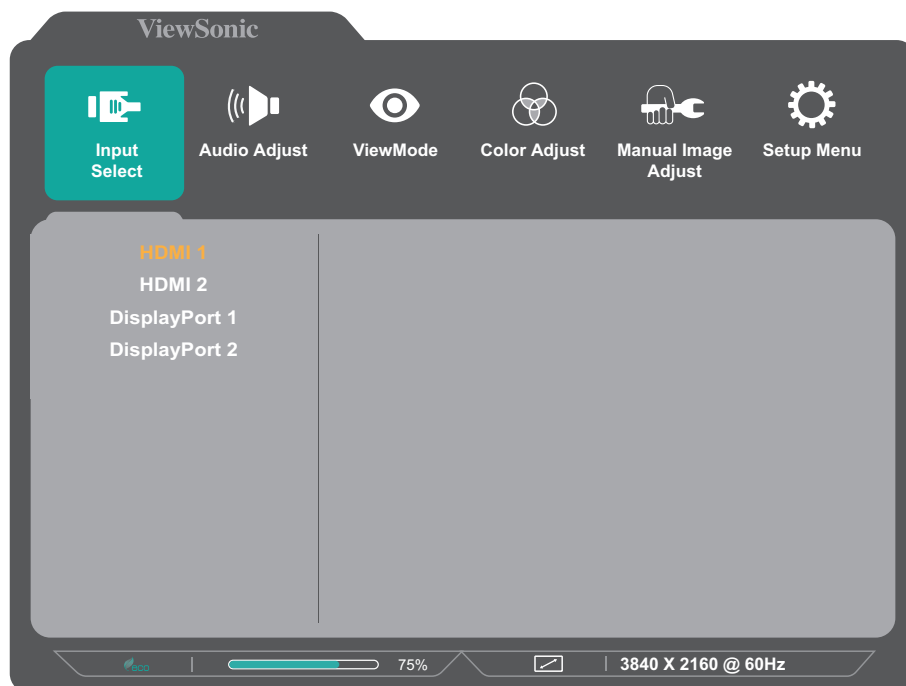 ViewSonic
Input
Select
Audio Adjust
ViewMode
Color Adjust
Manual Image
Adjust
Setup Menu
HDMI 1
HDMI 2
DisplayPort 1
DisplayPort 2
eco
75%
3840 X 2160 @ 60Hz